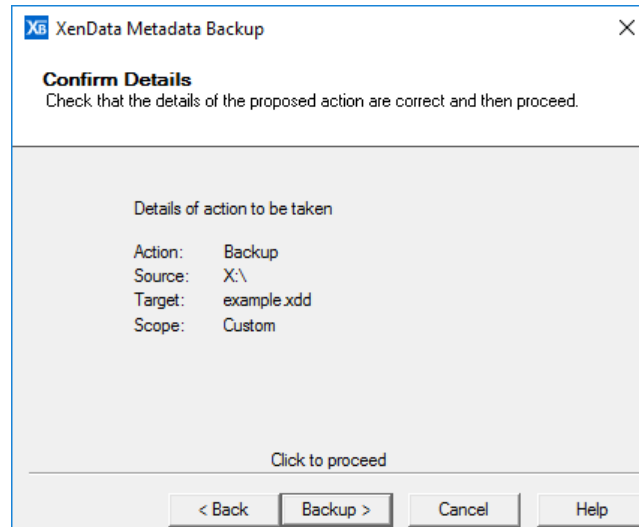 XB XenData Metadata Backup
Confirm Details
Check that the details of the proposed action are correct and then proceed.
Details of action to be taken
Action: Backup
Source: X:\
Target: example.xdd
Scope: Custom
Click to proceed
< Back Backup > Cancel Help